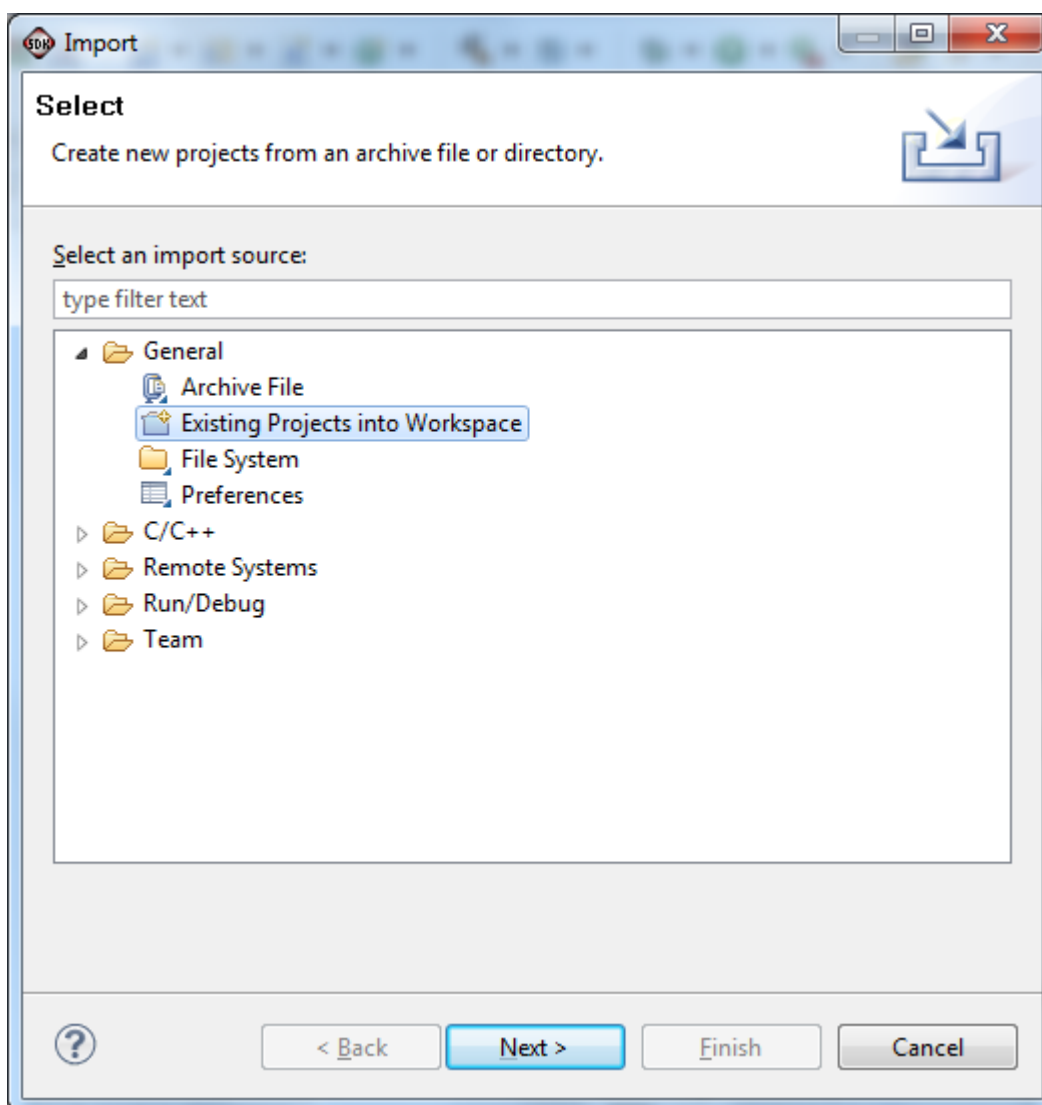 SDK Import
Select
Create new projects from an archive file or directory.
Select an import source:
type filter text
General
Archive File
Existing Projects into Workspace
File System
Preferences
C/C++
Remote Systems
Run/Debug
Team
? < Back Next > Finish Cancel